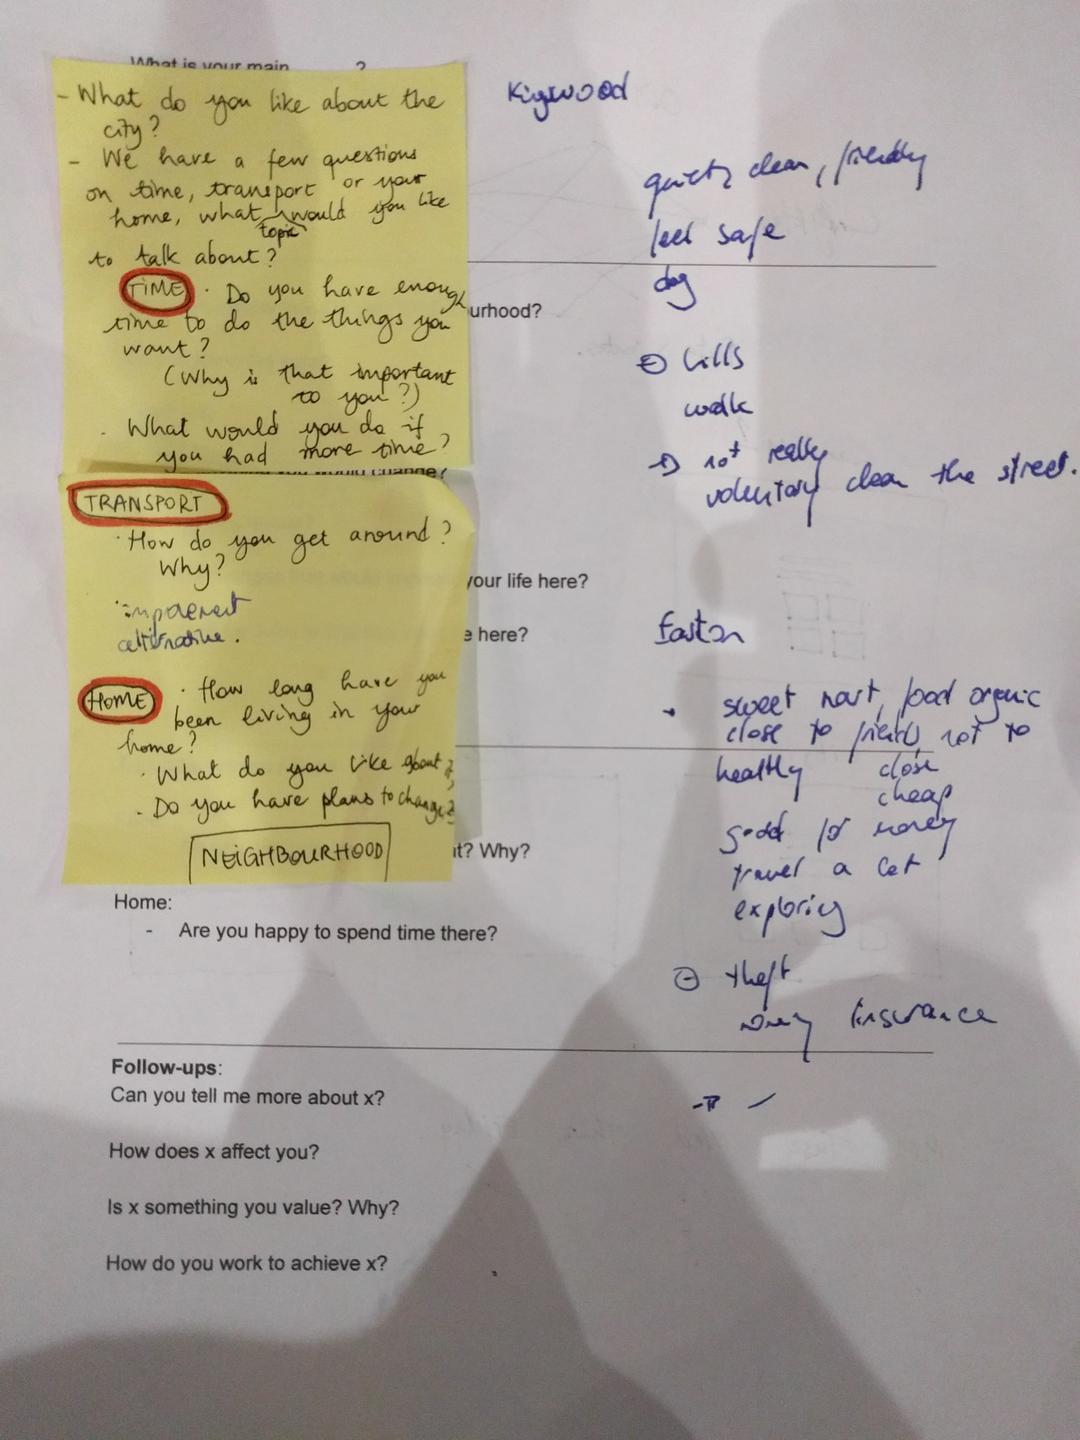 What is your main ?
- What do you like about the
city?
- We have a few questions
on time, transport or your
home, what topic would you like
to talk about?
TIME · Do you have enough
time to do the things you
want?
(Why is that important
to you?)
· What would you do if
you had more time?
urhood?
change?
TRANSPORT
· How do you get around?
Why?
alternative.
your life here?
e here?
HOME · How long have you
been living in your
home?
· What do you like about it?
· Do you have plans to change?
NEIGHBOURHOOD
it? Why?
Home:
- Are you happy to spend time there?
Follow-ups:
Can you tell me more about x?
How does x affect you?
Is x something you value? Why?
How do you work to achieve x?
Kigswood
quiet, clean, friendly
feel safe
dog
hills
walk
not really
voluntary clean the street.
Easton
sweet mart, food organic
close to friends, not to
healthy close
cheap
good for money
travel a lot
exploring
theft
insurance